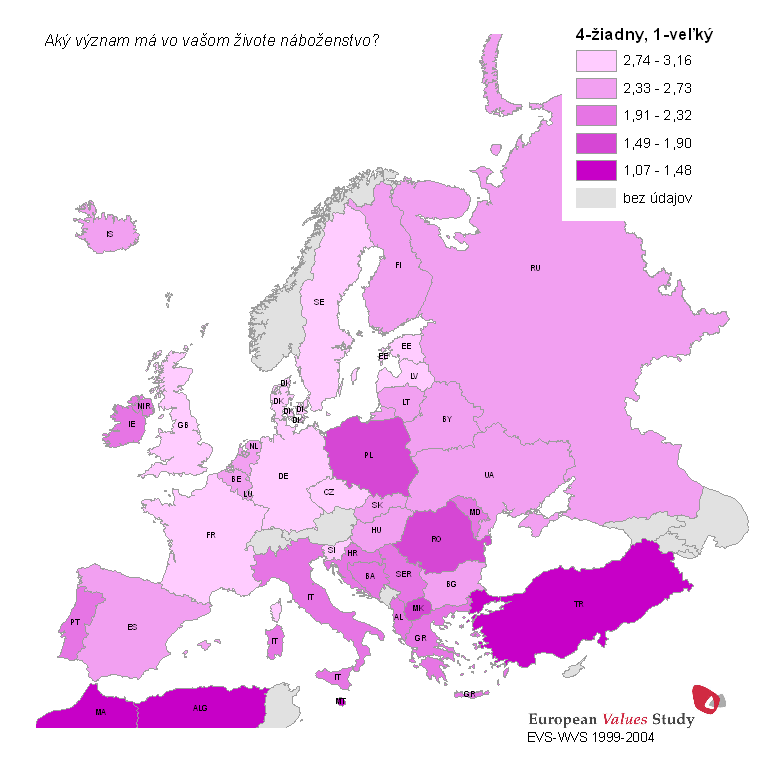 Aký význam má vo vašom živote náboženstvo?
4-žiadny, 1-veľký
2,74 - 3,16
2,33 - 2,73
1,91 - 2,32
1,49 - 1,90
1,07 - 1,48
bez údajov
IS
RU
FI
SE
EE
EE
LV
DK
DK
DK
DK
DK
LT
NIR
IE
GB
BY
NL
PL
BE
DE
UA
LU
CZ
SK
MD
FR
HU
RO
SI
HR
BA
SER
BG
IT
PT
ES
MK
AL
TR
GR
IT
IT
GR
MT
MA
ALG
European Values Study
EVS-WVS 1999-2004